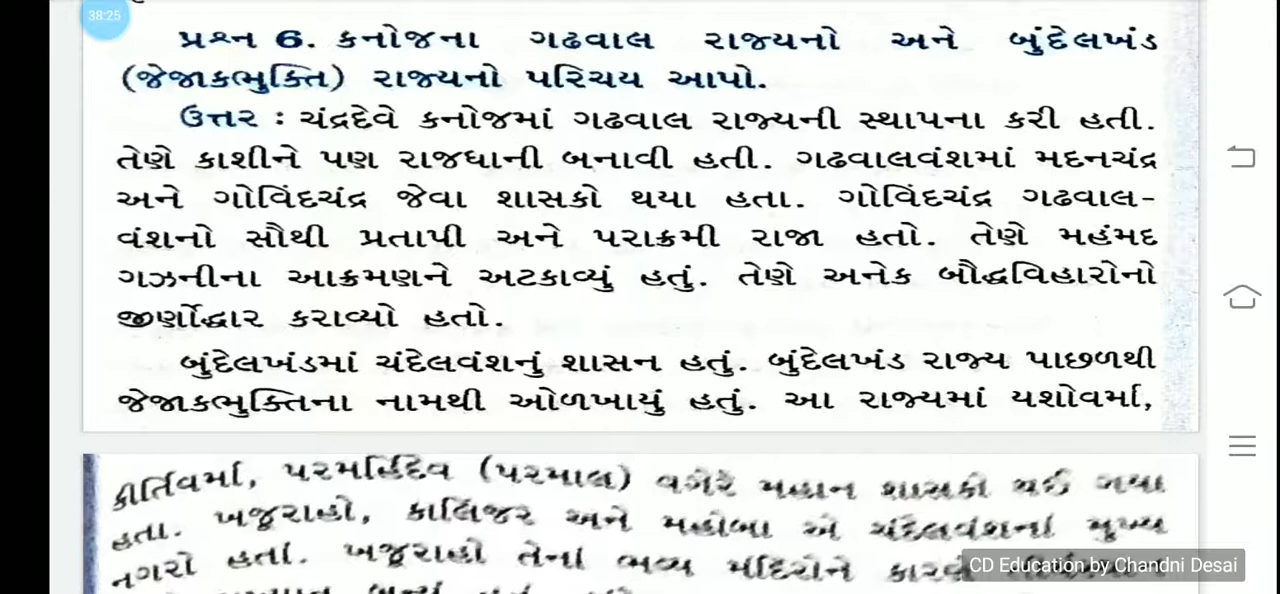 38:25
પ્રશ્ન 6. કનોજના ગઢવાલ રાજ્યનો અને બુંદેલખંડ
(જેજાકભુક્તિ) રાજ્યનો પરિચય આપો.
ઉત્તર : ચંદ્રદેવે કનોજમાં ગઢવાલ રાજ્યની સ્થાપના કરી હતી.
તેણે કાશીને પણ રાજધાની બનાવી હતી. ગઢવાલવંશમાં મદનચંદ્ર
અને ગોવિંદચંદ્ર જેવા શાસકો થયા હતા. ગોવિંદચંદ્ર ગઢવાલ-
વંશનો સૌથી પ્રતાપી અને પરાક્રમી રાજા હતો. તેણે મહંમદ
ગઝનીના આક્રમણને અટકાવ્યું હતું. તેણે અનેક બૌદ્ધવિહારોનો
જીર્ણોદ્ધાર કરાવ્યો હતો.
બુંદેલખંડમાં ચંદેલવંશનું શાસન હતું. બુંદેલખંડ રાજ્ય પાછળથી
જેજાકભુક્તિના નામથી ઓળખાયું હતું. આ રાજ્યમાં યશોવર્મા,
કીર્તિવર્મા, પરમર્દિદેવ (પરમાલ) વગેરે મહાન શાસકો થઈ ગયા
હતા. ખજૂરાહો, કાલિંજર અને મહોબા એ ચંદેલવંશનાં મુખ્ય
નગરો હતાં. ખજૂરાહો તેનાં ભવ્ય મંદિરોને કારણે
CD Education by Chandni Desai